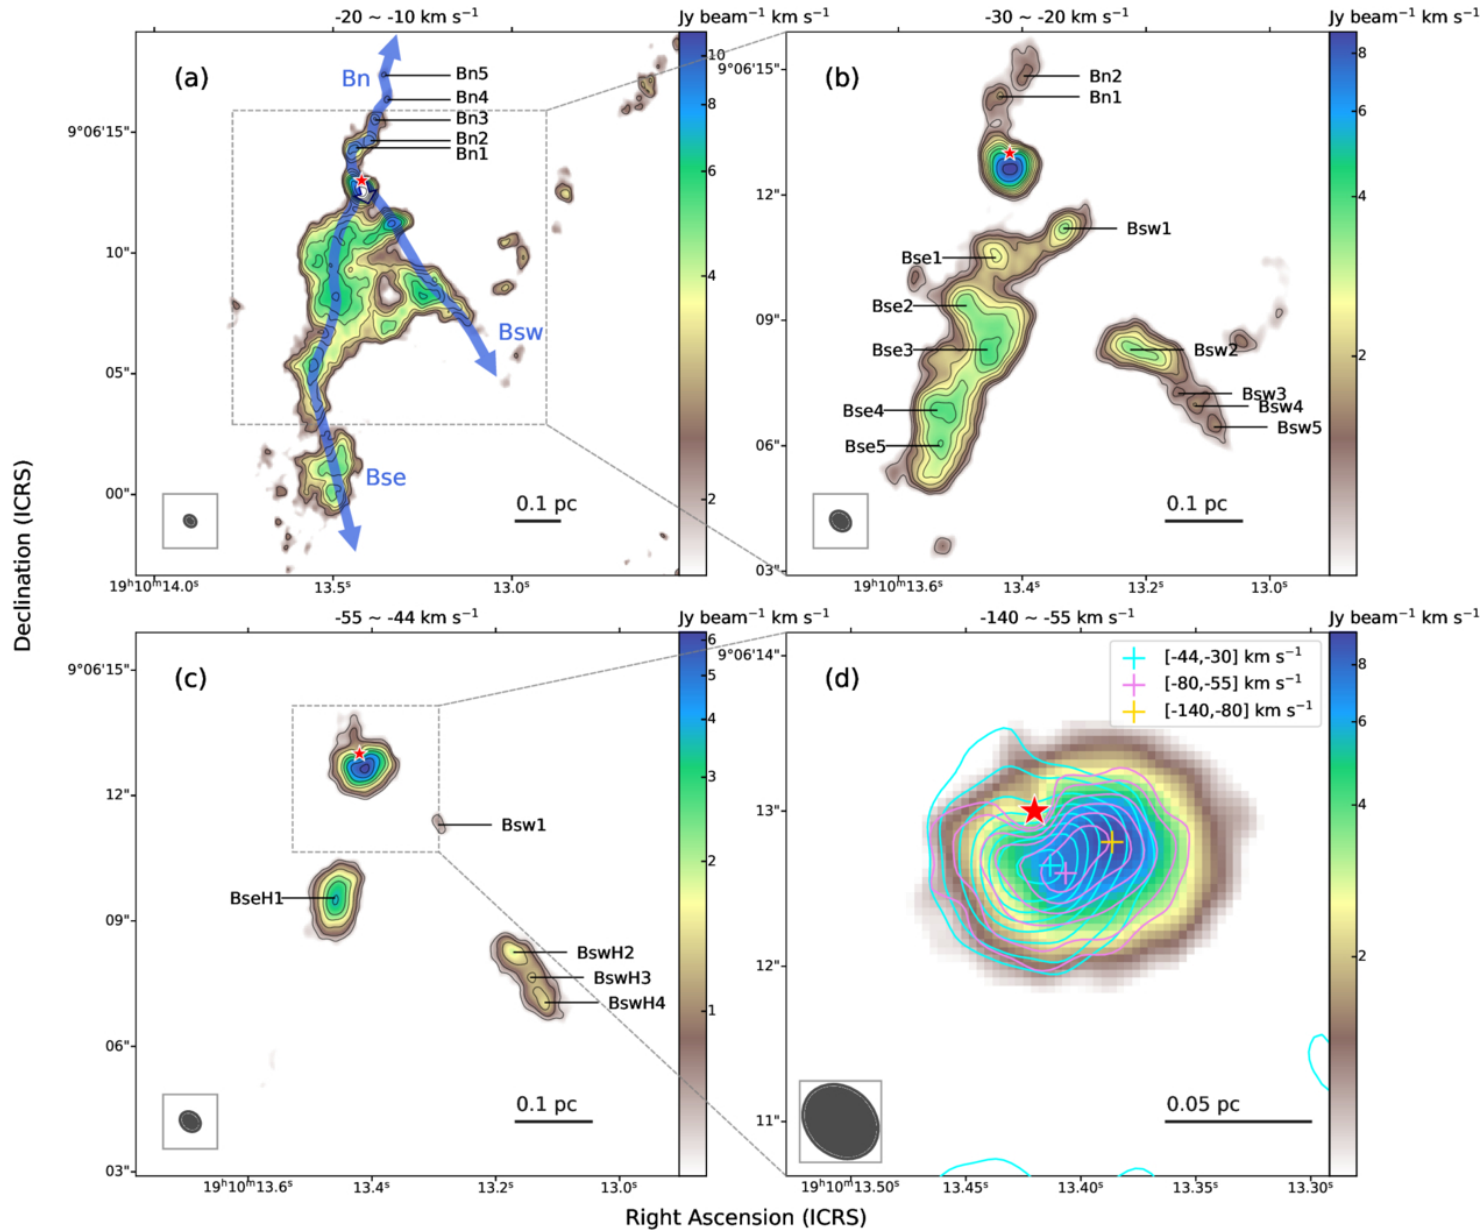 -20 ~ -10 km s⁻¹
Jy beam⁻¹ km s⁻¹
-30 ~ -20 km s⁻¹
Jy beam⁻¹ km s⁻¹
(a)
Bn
Bn5
Bn4
Bn3
Bn2
Bn1
Bsw
Bse
0.1 pc
9°06'15"
10"
05"
00"
19ʰ10ᵐ14.0ˢ
13.5ˢ
13.0ˢ
10
8
6
4
2
(b)
Bn2
Bn1
Bsw1
Bse1
Bse2
Bse3
Bsw2
Bsw3
Bse4
Bsw4
Bsw5
Bse5
0.1 pc
9°06'15"
12"
09"
06"
03"
19ʰ10ᵐ13.6ˢ
13.4ˢ
13.2ˢ
13.0ˢ
8
6
4
2
-55 ~ -44 km s⁻¹
Jy beam⁻¹ km s⁻¹
-140 ~ -55 km s⁻¹
Jy beam⁻¹ km s⁻¹
(c)
Bsw1
BseH1
BswH2
BswH3
BswH4
0.1 pc
9°06'15"
12"
09"
06"
03"
19ʰ10ᵐ13.6ˢ
13.4ˢ
13.2ˢ
13.0ˢ
6
5
4
3
2
1
(d)
[-44,-30] km s⁻¹
[-80,-55] km s⁻¹
[-140,-80] km s⁻¹
0.05 pc
9°06'14"
13"
12"
11"
19ʰ10ᵐ13.50ˢ
13.45ˢ
13.40ˢ
13.35ˢ
13.30ˢ
8
6
4
2
Declination (ICRS)
Right Ascension (ICRS)